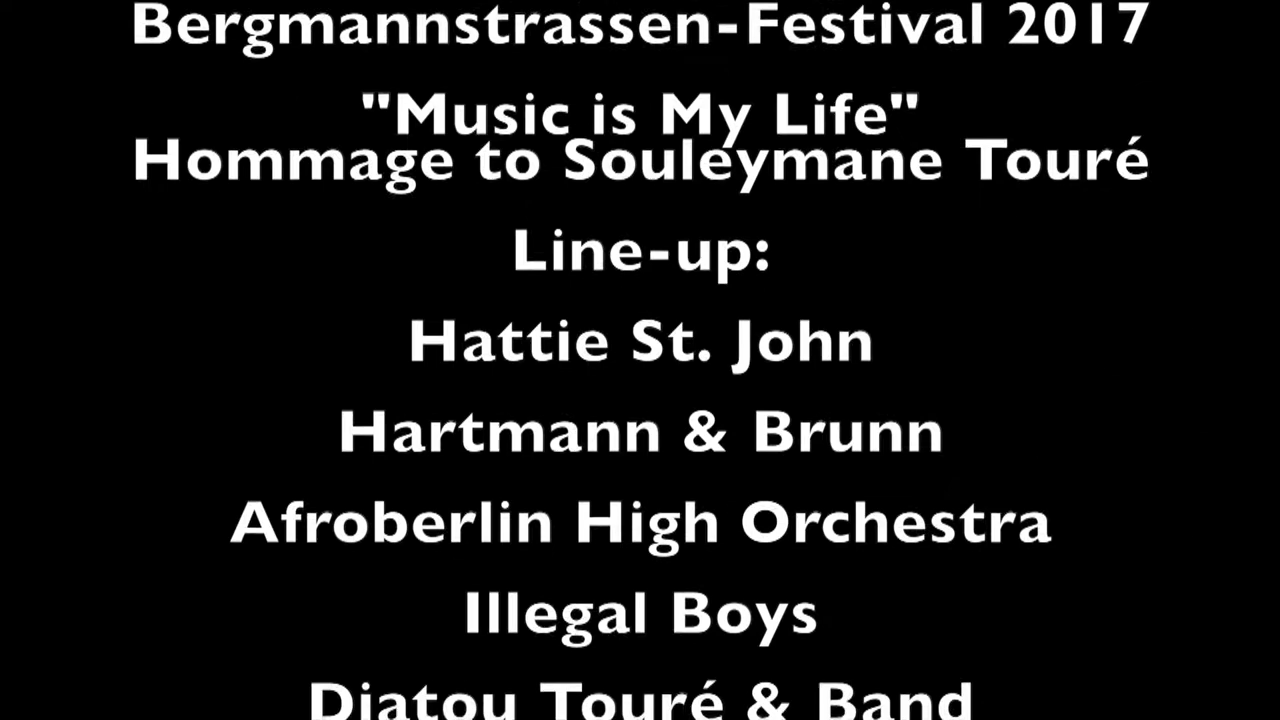 Bergmannstrassen-Festival 2017
"Music is My Life"
Hommage to Souleymane Touré
Line-up:
Hattie St. John
Hartmann & Brunn
Afroberlin High Orchestra
Illegal Boys
Diatou Touré & Band